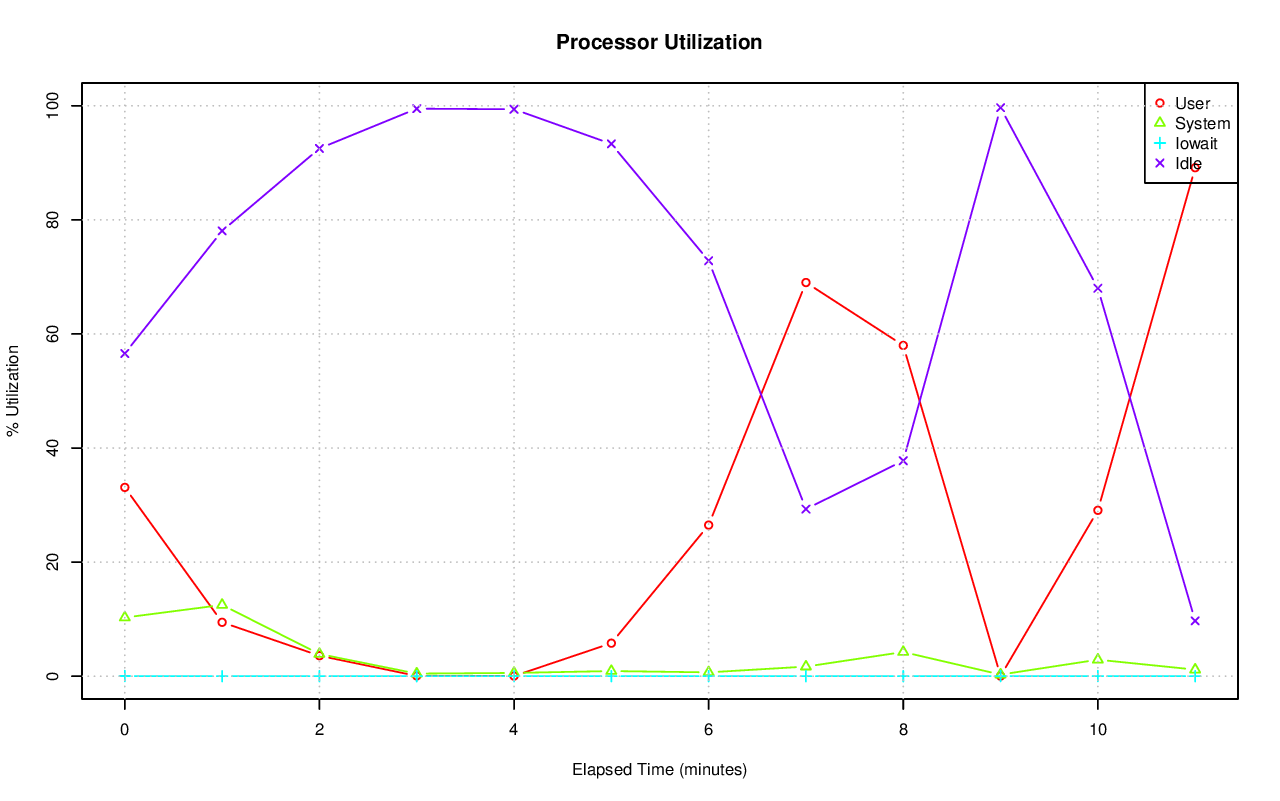 Processor Utilization
% Utilization
100
80
60
40
20
0
User
System
Iowait
Idle
0 2 4 6 8 10
Elapsed Time (minutes)